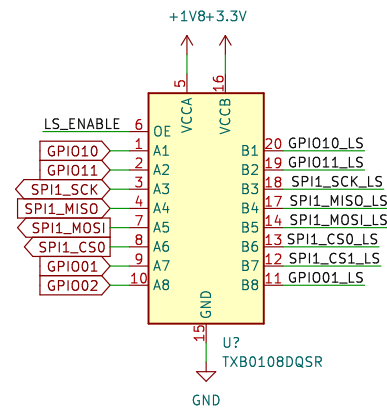 +1V8+3.3V
5
16
VCCA
VCCB
LS_ENABLE 6 OE
GPIO10 1 A1 B1 20 GPIO10_LS
GPIO11 2 A2 B2 19 GPIO11_LS
SPI1_SCK 3 A3 B3 18 SPI1_SCK_LS
SPI1_MISO 4 A4 B4 17 SPI1_MISO_LS
SPI1_MOSI 7 A5 B5 14 SPI1_MOSI_LS
SPI1_CS0 8 A6 B6 13 SPI1_CS0_LS
GPIO01 9 A7 B7 12 SPI1_CS1_LS
GPIO02 10 A8 B8 11 GPIO01_LS
GND
15
U?
TXB0108DQSR
GND